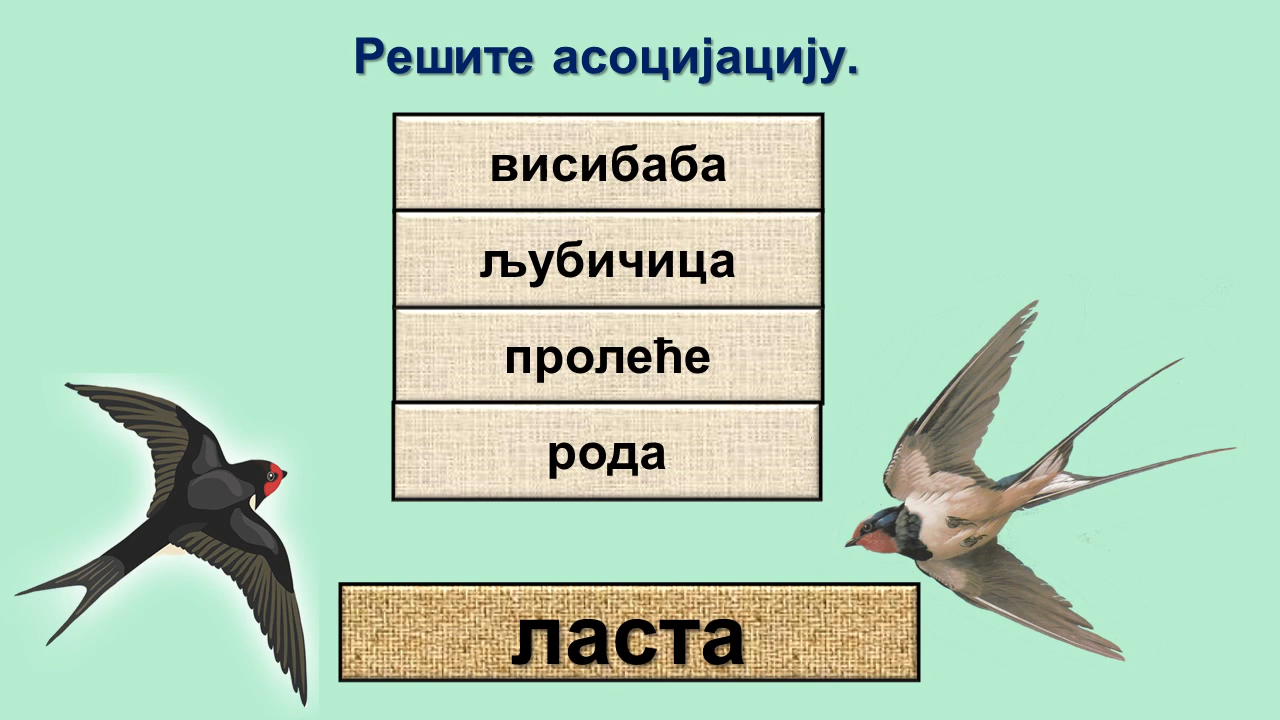 Решите асоцијацију.
висибаба
љубичица
пролеће
рода
ласта